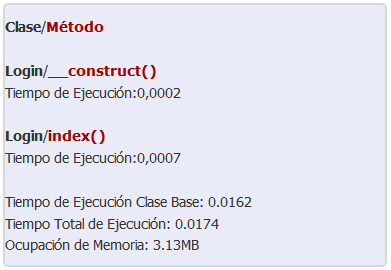 Clase/Método
Login/__construct()
Tiempo de Ejecución:0,0002
Login/index()
Tiempo de Ejecución:0,0007
Tiempo de Ejecución Clase Base: 0.0162
Tiempo Total de Ejecución: 0.0174
Ocupación de Memoria: 3.13MB